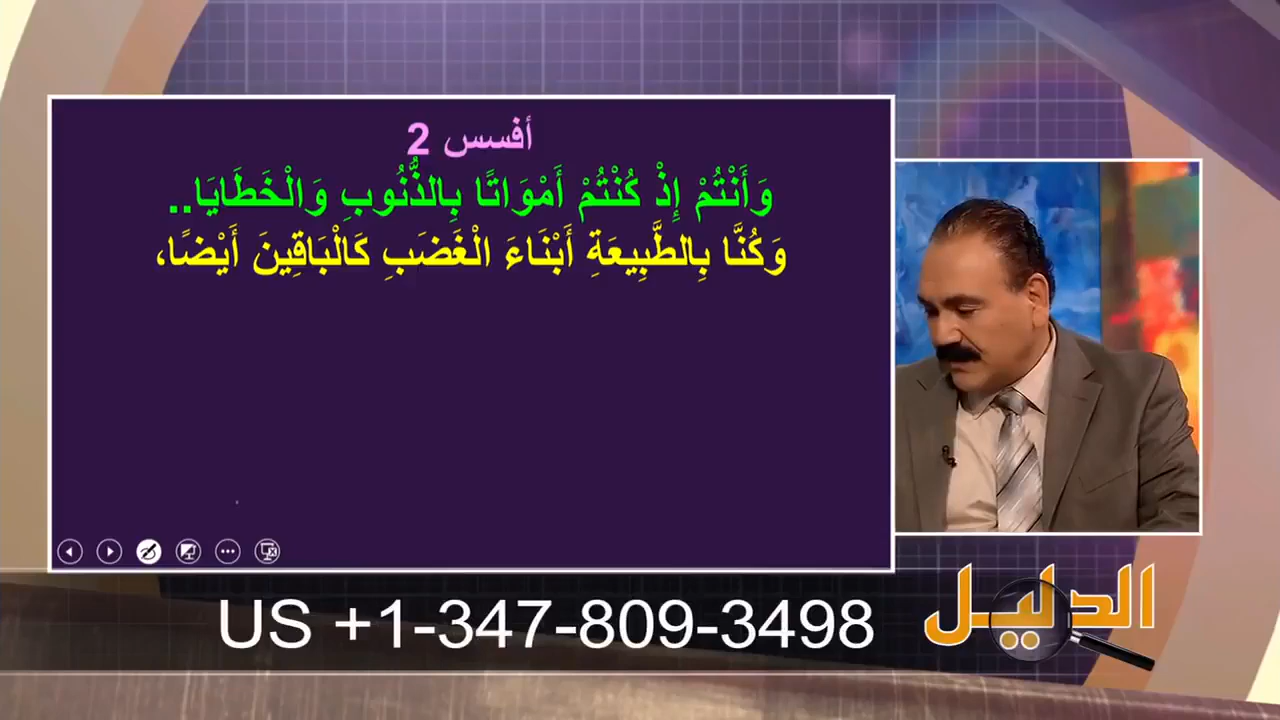 أفسس 2
وَأَنْتُمْ إِذْ كُنْتُمْ أَمْوَاتًا بِالذُّنُوبِ وَالْخَطَايَا..
وَكُنَّا بِالطَّبِيعَةِ أَبْنَاءَ الْغَضَبِ كَالْبَاقِينَ أَيْضًا،
US +1-347-809-3498
الدليل